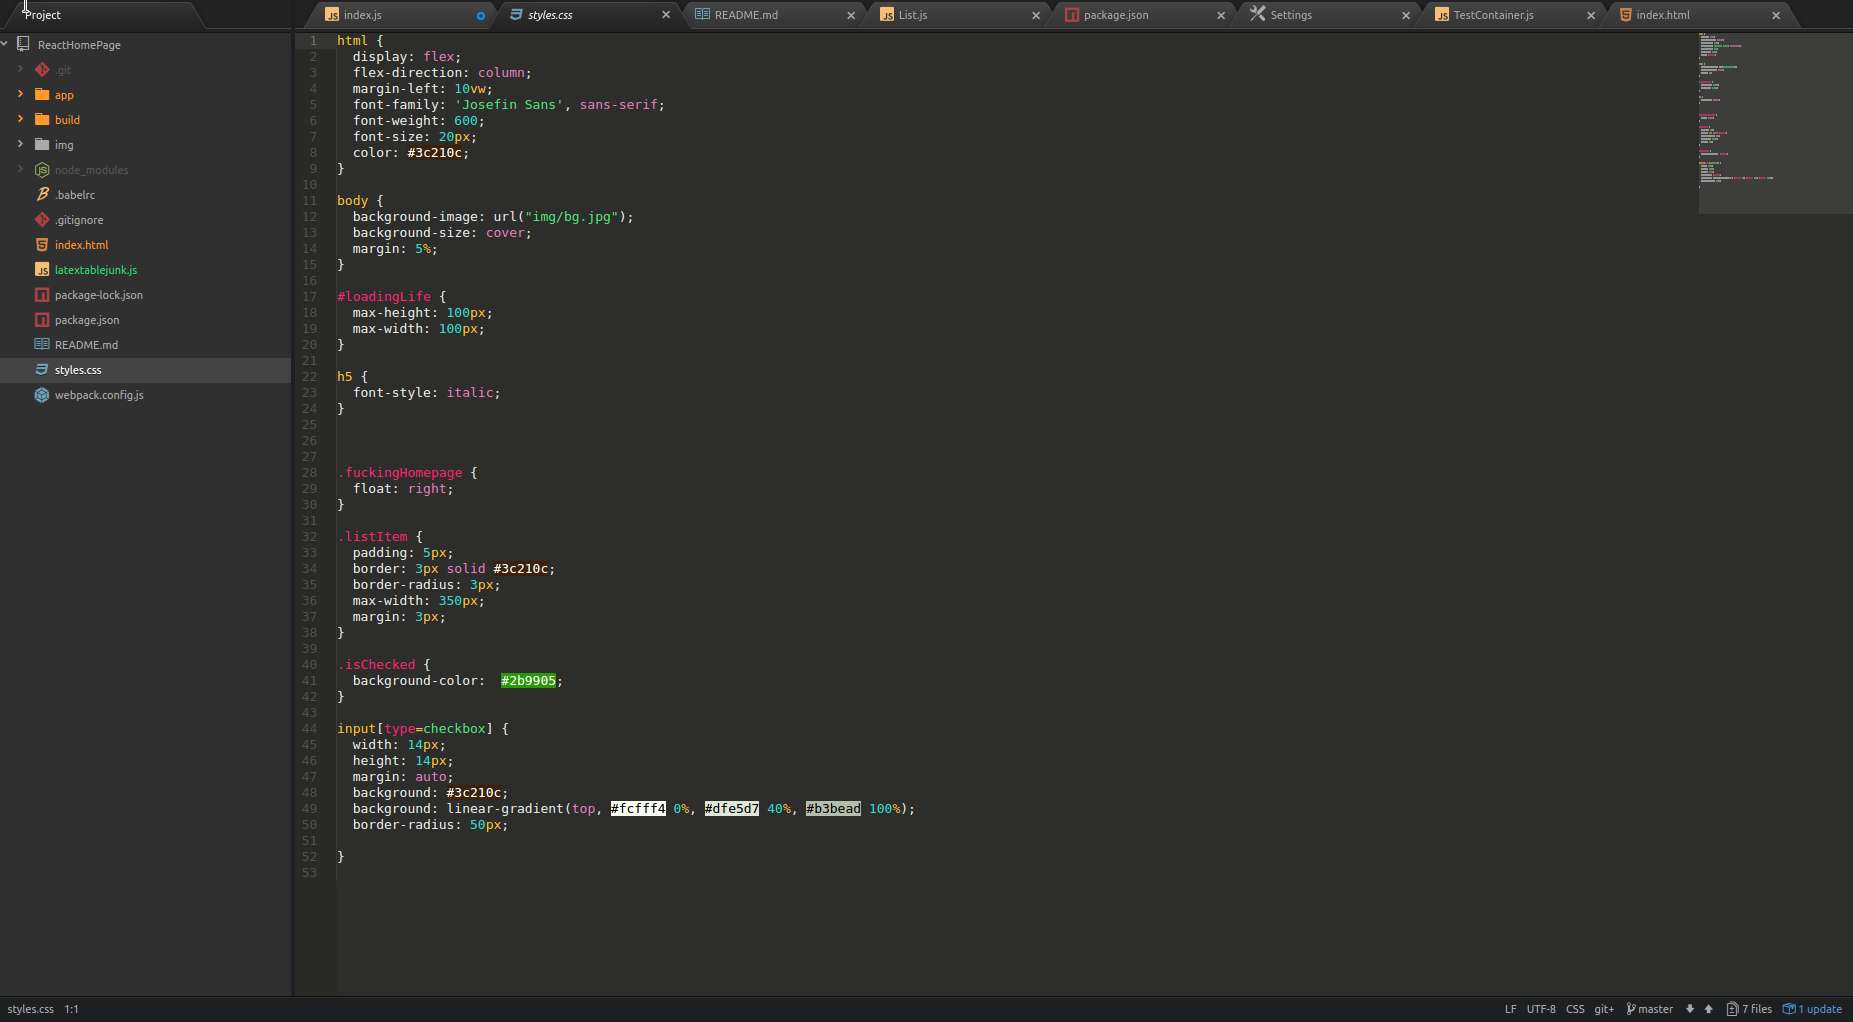 Project
index.js
styles.css
README.md
List.js
package.json
Settings
TestContainer.js
index.html
ReactHomePage
.git
app
build
img
node_modules
.babelrc
.gitignore
index.html
latextablejunk.js
package-lock.json
package.json
README.md
styles.css
webpack.config.js
1 html {
2   display: flex;
3   flex-direction: column;
4   margin-left: 10vw;
5   font-family: 'Josefin Sans', sans-serif;
6   font-weight: 600;
7   font-size: 20px;
8   color: #3c210c;
9 }
10
11 body {
12   background-image: url("img/bg.jpg");
13   background-size: cover;
14   margin: 5%;
15 }
16
17 #loadingLife {
18   max-height: 100px;
19   max-width: 100px;
20 }
21
22 h5 {
23   font-style: italic;
24 }
25
26
27
28 .fuckingHomepage {
29   float: right;
30 }
31
32 .listItem {
33   padding: 5px;
34   border: 3px solid #3c210c;
35   border-radius: 3px;
36   max-width: 350px;
37   margin: 3px;
38 }
39
40 .isChecked {
41   background-color:  #2b9905;
42 }
43
44 input[type=checkbox] {
45   width: 14px;
46   height: 14px;
47   margin: auto;
48   background: #3c210c;
49   background: linear-gradient(top, #fcfff4 0%, #dfe5d7 40%, #b3bead 100%);
50   border-radius: 50px;
51
52 }
53
styles.css 1:1
LF UTF-8 CSS git+ master 7 files 1 update